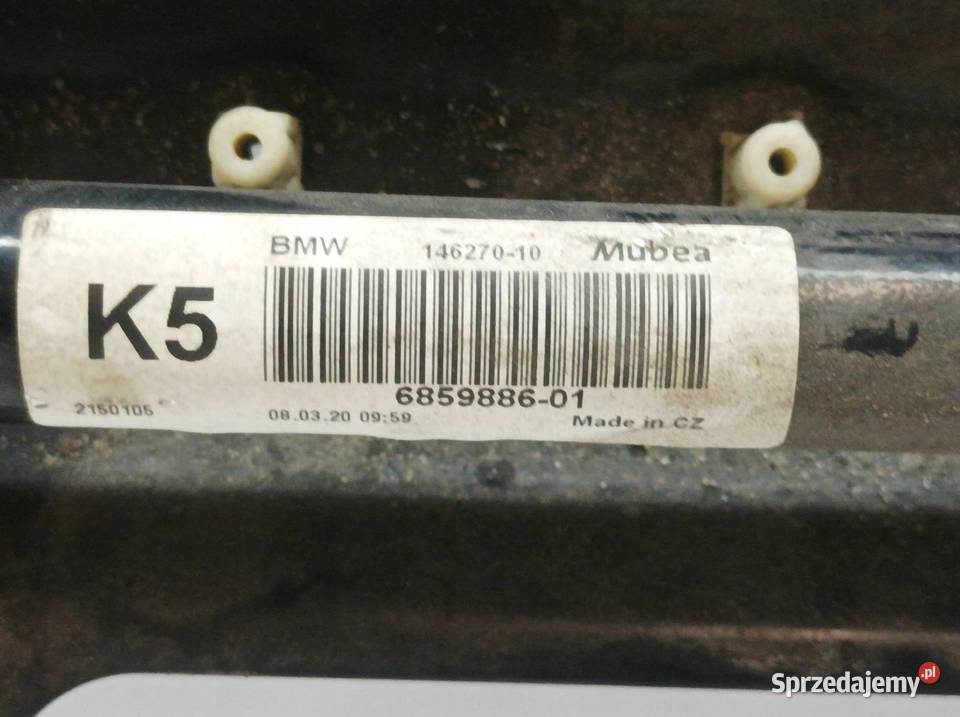 BMW 146270-10 Mubea
K5
6859886-01
2150105 08.03.20 09:59 Made in CZ
Sprzedajemy.pl